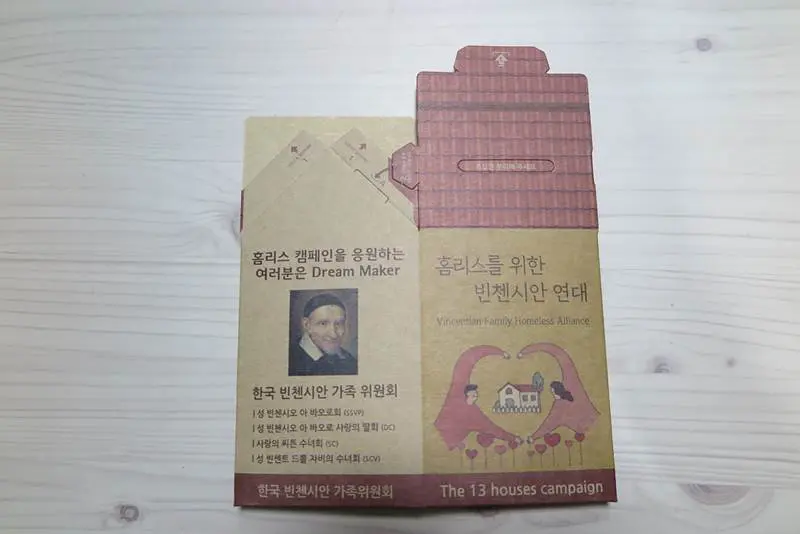 홈리스 캠페인을 응원하는
여러분은 Dream Maker
한국 빈첸시안 가족 위원회
| 성 빈첸시오 아 바오로회 (SSVP)
| 성 빈첸시오 아 바오로 사랑의 딸회 (DC)
| 사랑의 씨튼 수녀회 (SC)
| 성 빈센트 드 뽈 자비의 수녀회 (SCV)
한국 빈첸시안 가족위원회
홈리스를 위한
빈첸시안 연대
Vincentian Family Homeless Alliance
The 13 houses campaign